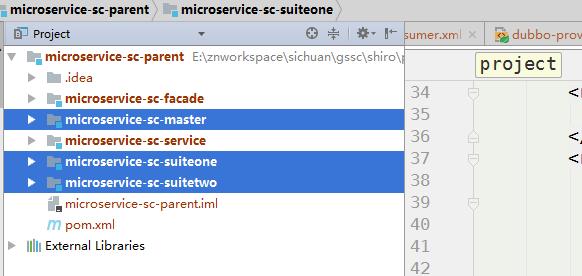 microservice-sc-parent microservice-sc-suiteone
Project
sumer.xml dubbo-prov
microservice-sc-parent E:\znworkspace\sichuan\gssc\shiro\p
project
.idea
34 <
microservice-sc-facade
35
microservice-sc-master
36 </
microservice-sc-service
37 <
microservice-sc-suiteone
38
microservice-sc-suitetwo
39
microservice-sc-parent.iml
40
m pom.xml
41
External Libraries
42